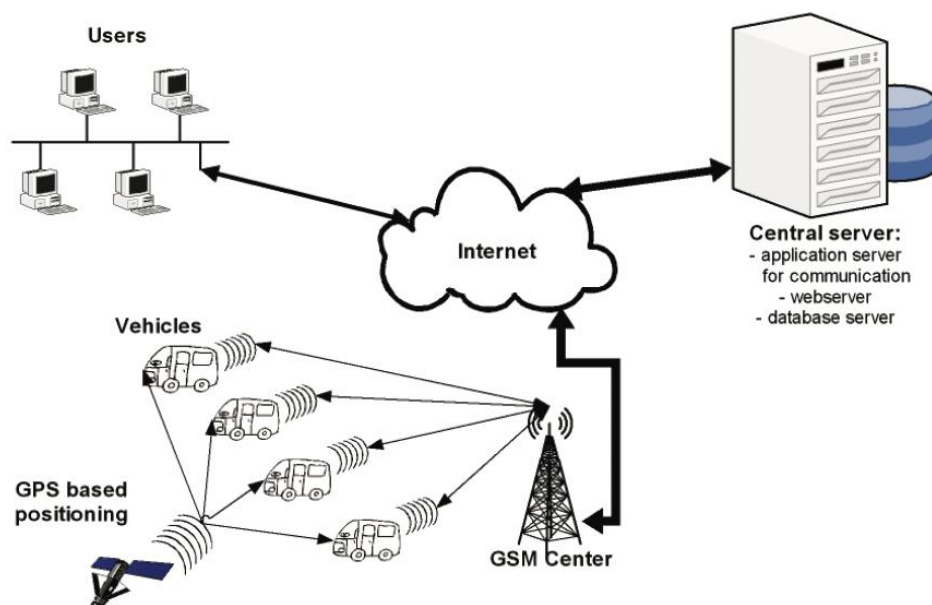 Users
Internet
Central server:
- application server
for communication
- webserver
- database server
Vehicles
GPS based
positioning
GSM Center